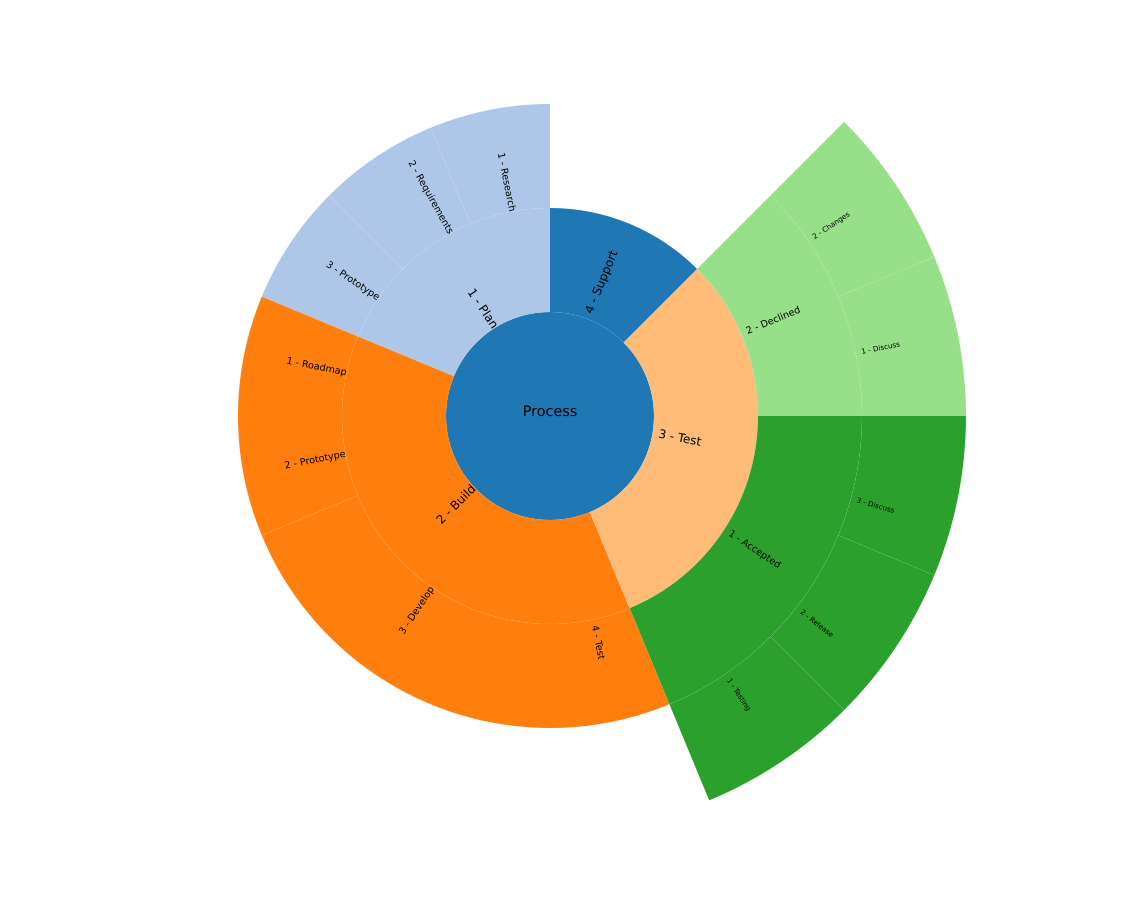 Process
1 - Plan
1 - Research
2 - Requirements
3 - Prototype
2 - Build
1 - Roadmap
2 - Prototype
3 - Develop
4 - Test
3 - Test
1 - Accepted
1 - Testing
2 - Release
3 - Discuss
2 - Declined
1 - Discuss
2 - Changes
4 - Support